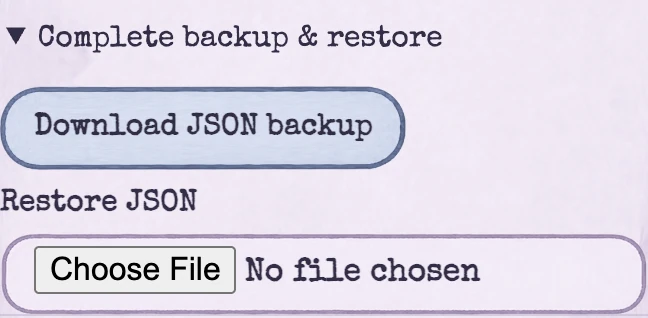 ▼ Complete backup & restore
Download JSON backup
Restore JSON
Choose File No file chosen